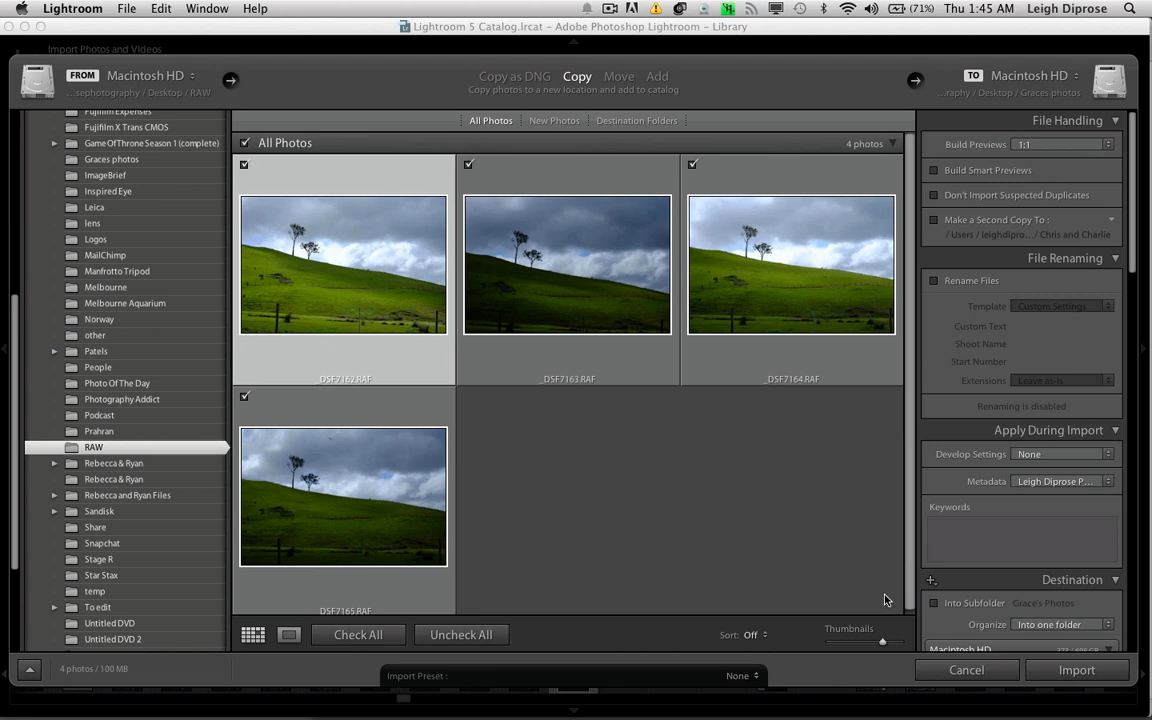 Lightroom File Edit RAW Window Help (71%) Thu 1:45 AM Leigh Diprose
Lightroom 5 Catalog.lrcat – Adobe Photoshop Lightroom – Library
Import Photos and Videos
FROM Macintosh HD
...sephotography / Desktop / RAW
Copy as DNG Copy Move Add
Copy photos to a new location and add to catalog
TO Macintosh HD
...raphy / Desktop / Graces photos
Fujifilm Expenses
Fujifilm X Trans CMOS
GameOfThrone Season 1 (complete)
Graces photos
ImageBrief
Inspired Eye
Leica
lens
Logos
MailChimp
Manfrotto Tripod
Melbourne
Melbourne Aquarium
Norway
other
Patels
People
Photo Of The Day
Photography Addict
Podcast
Prahran
RAW
Rebecca & Ryan
Rebecca & Ryan
Rebecca and Ryan Files
Sandisk
Share
Snapchat
Stage R
Star Stax
temp
To edit
Untitled DVD
Untitled DVD 2
All Photos New Photos Destination Folders
All Photos 4 photos
_DSF7162.RAF _DSF7163.RAF _DSF7164.RAF
_DSF7165.RAF
Check All Uncheck All Sort: Off Thumbnails
File Handling
Build Previews 1:1
Build Smart Previews
Don't Import Suspected Duplicates
Make a Second Copy To :
/ Users / leighdipro... / Chris and Charlie
File Renaming
Rename Files
Template Custom Settings
Custom Text
Shoot Name
Start Number
Extensions Leave as-is
Renaming is disabled
Apply During Import
Develop Settings None
Metadata Leigh Diprose P...
Keywords
Destination
Into Subfolder Grace's Photos
Organize Into one folder
Macintosh HD
4 photos / 100 MB
Import Preset : None
Cancel Import